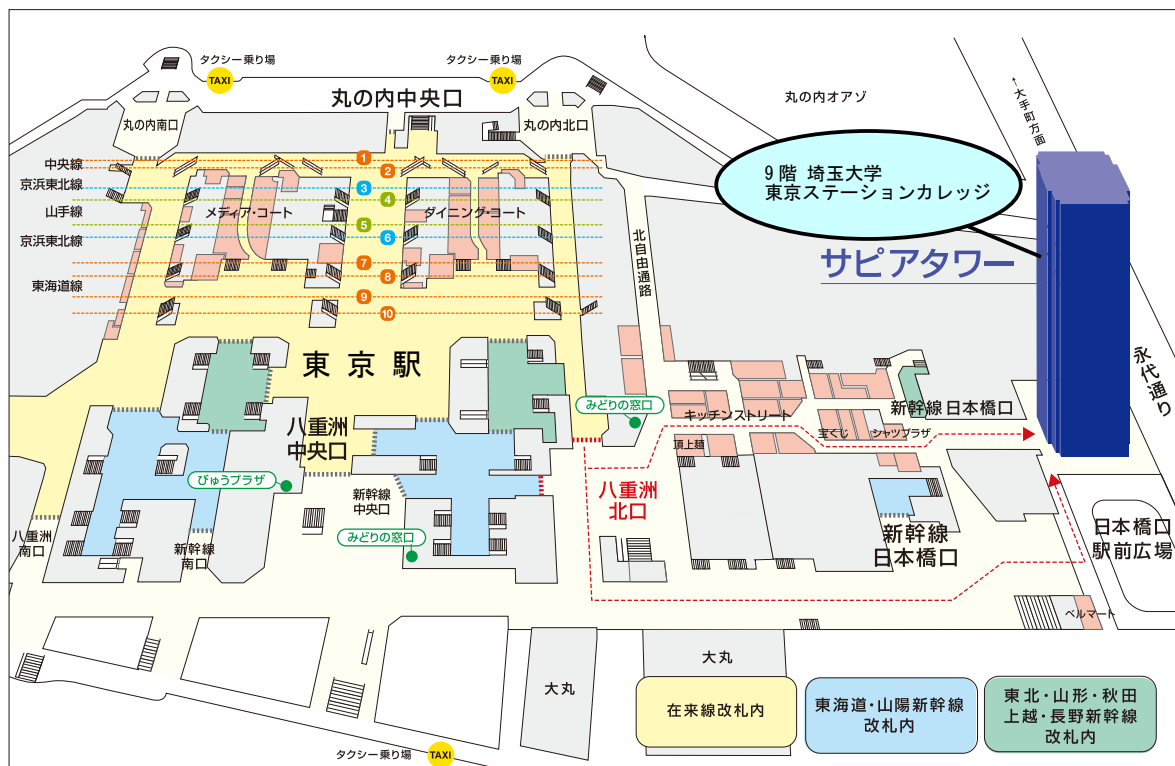 タクシー乗り場
TAXI
タクシー乗り場
TAXI
丸の内中央口
丸の内南口
丸の内北口
丸の内オアゾ
←大手町方面
9階 埼玉大学
東京ステーションカレッジ
サピアタワー
永代通り
中央線
京浜東北線
山手線
京浜東北線
東海道線
1
2
3
4
5
6
7
8
9
10
メディア・コート
ダイニング・コート
北自由通路
東京駅
みどりの窓口
キッチンストリート
新幹線日本橋口
宝くじ
シャツプラザ
頂上麺
八重洲
中央口
びゅうプラザ
新幹線
中央口
みどりの窓口
八重洲
北口
八重洲
南口
新幹線
南口
新幹線
日本橋口
日本橋口
駅前広場
ベルマート
大丸
大丸
タクシー乗り場
TAXI
在来線改札内
東海道・山陽新幹線
改札内
東北・山形・秋田
上越・長野新幹線
改札内